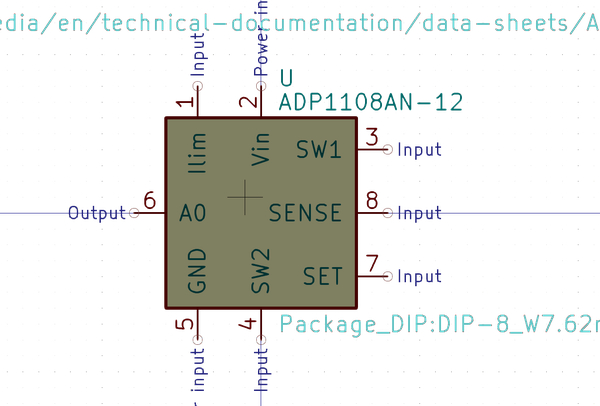 edia/en/technical-documentation/data-sheets/A
Input
Power in
U
ADP1108AN-12
1
2
Ilim
Vin
SW1
3
Input
Output
6
A0
SENSE
8
Input
GND
SW2
SET
7
Input
5
4
Package_DIP:DIP-8_W7.62
input
Input